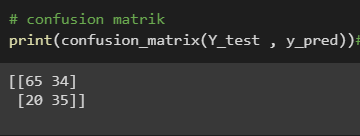 # confusion matrik
print(confusion_matrix(Y_test , y_pred))#
[[65 34]
 [20 35]]